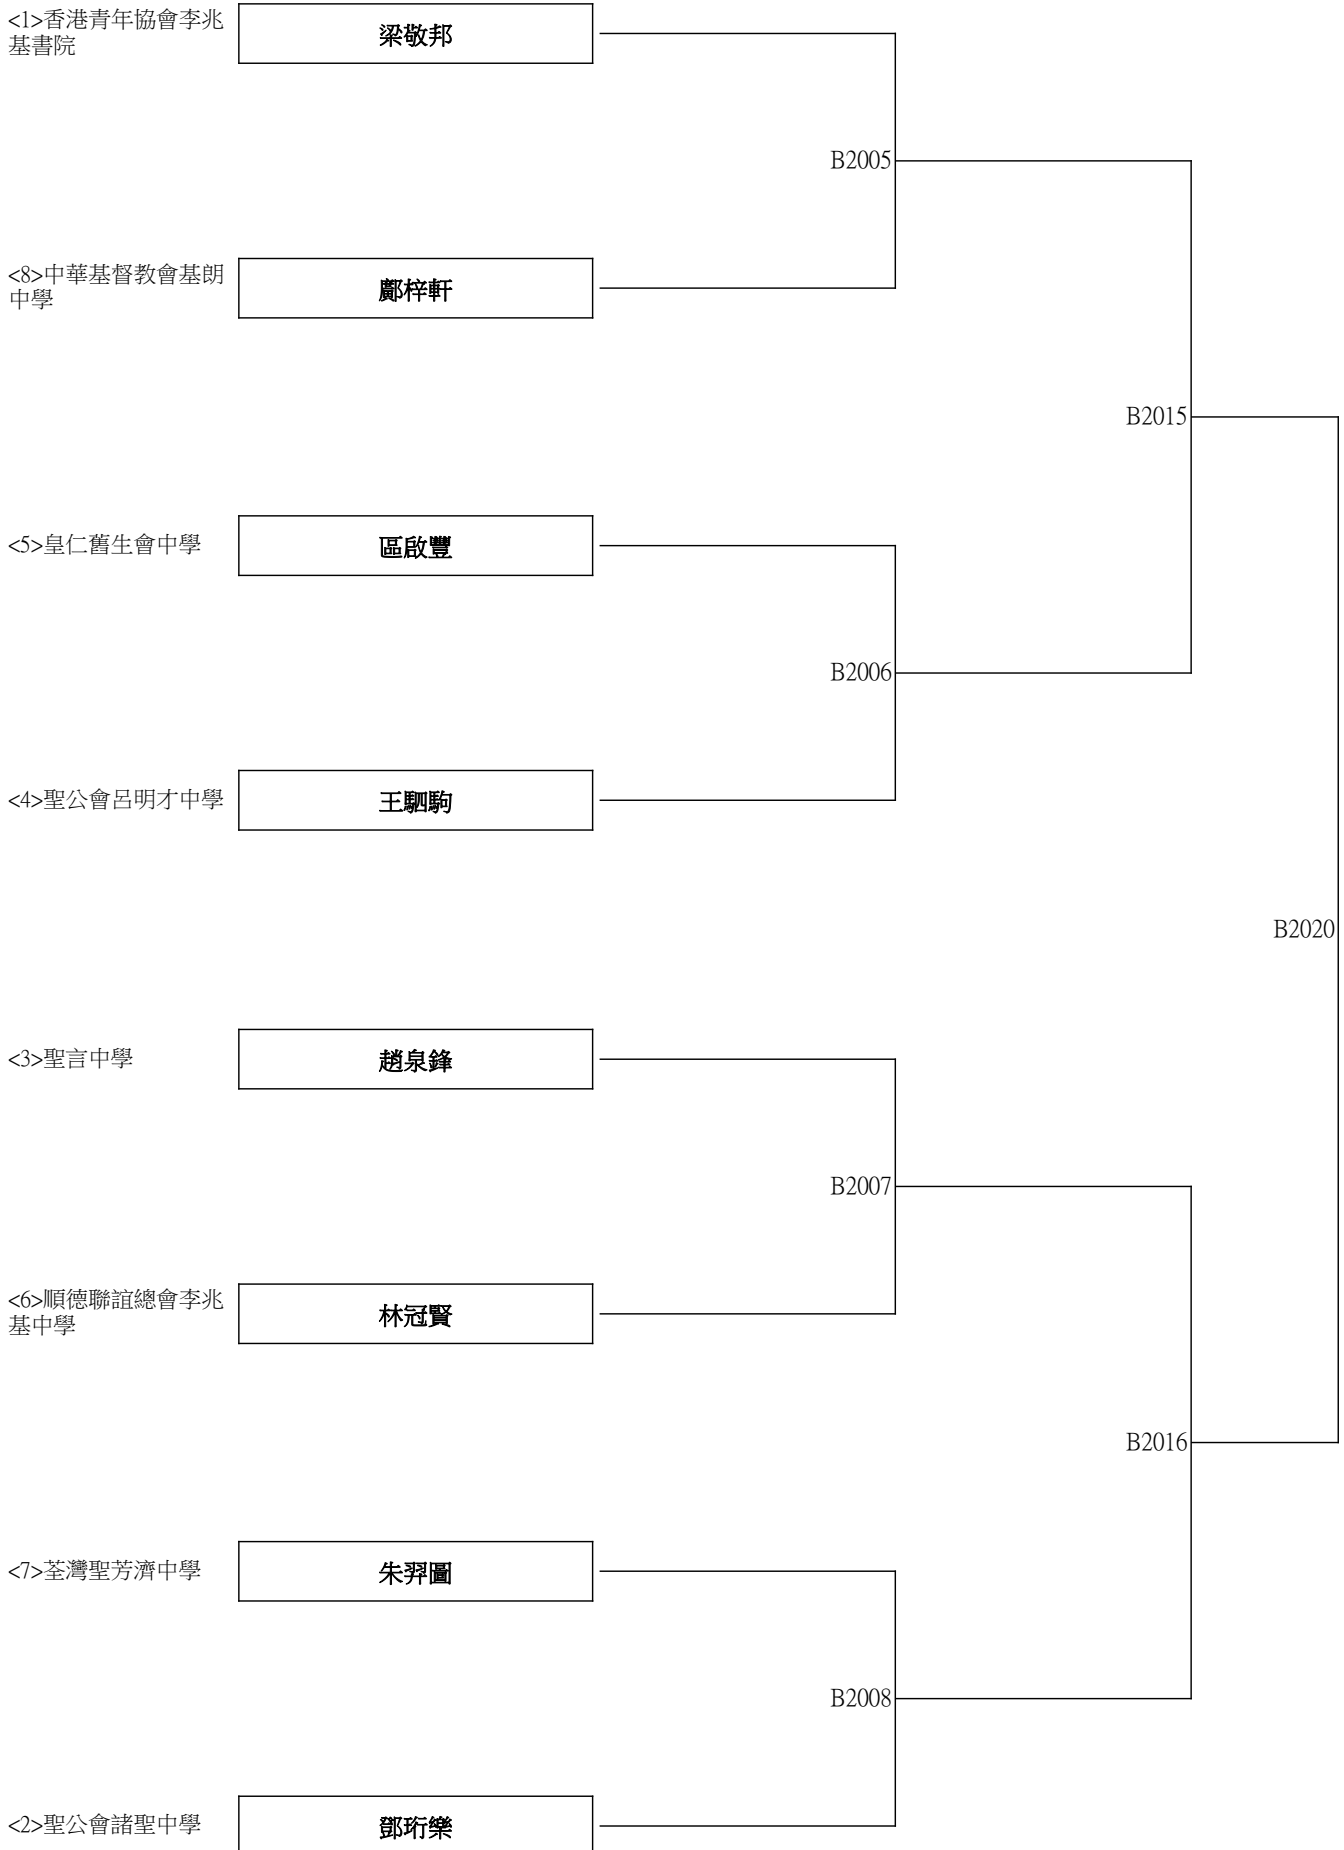 <1>香港青年協會李兆
基書院
梁敬邦
B2005
<8>中華基督教會基朗
中學
鄺梓軒
B2015
<5>皇仁舊生會中學
區啟豐
B2006
<4>聖公會呂明才中學
王駟駒
B2020
<3>聖言中學
趙泉鋒
B2007
<6>順德聯誼總會李兆
基中學
林冠賢
B2016
<7>荃灣聖芳濟中學
朱羿圖
B2008
<2>聖公會諸聖中學
鄧珩樂